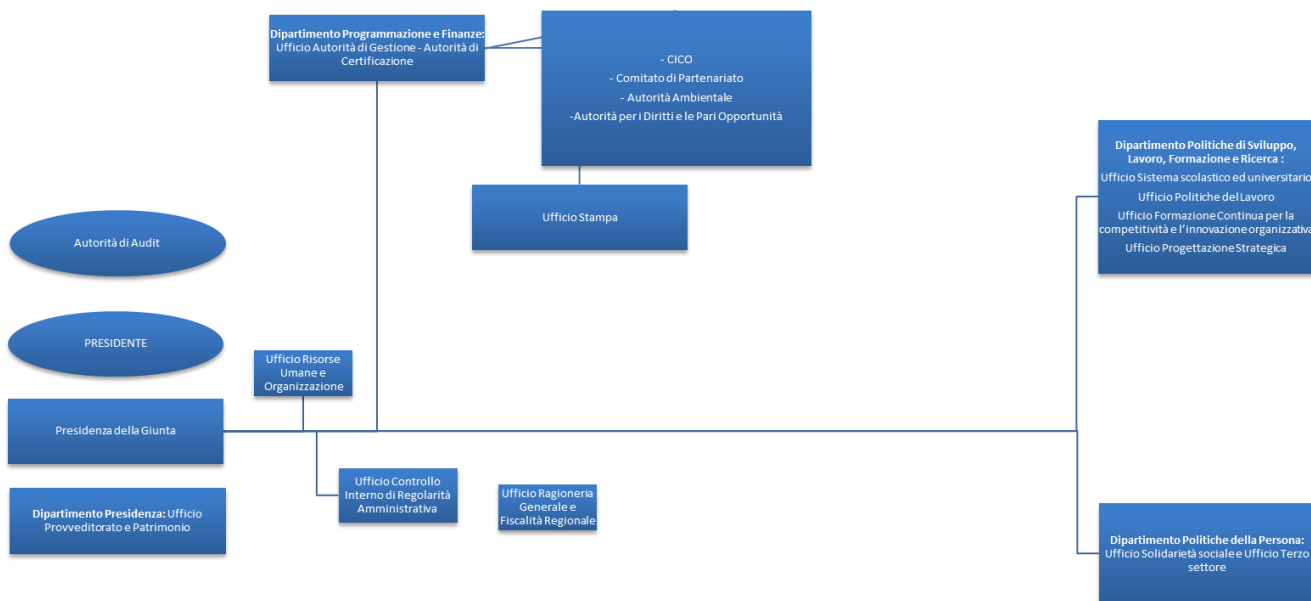 Dipartimento Programmazione e Finanze:
Ufficio Autorità di Gestione - Autorità di
Certificazione
- CICO
- Comitato di Partenariato
- Autorità Ambientale
-Autorità per i Diritti e le Pari Opportunità
Dipartimento Politiche di Sviluppo,
Lavoro, Formazione e Ricerca :
Ufficio Sistema scolastico ed universitario
Ufficio Politiche del Lavoro
Ufficio Formazione Continua per la
competitività e l'innovazione organizzativa
Ufficio Progettazione Strategica
Ufficio Stampa
Autorità di Audit
PRESIDENTE
Ufficio Risorse
Umane e
Organizzazione
Presidenza della Giunta
Ufficio Controllo
Interno di Regolarità
Amministrativa
Ufficio Ragioneria
Generale e
Fiscalità Regionale
Dipartimento Presidenza: Ufficio
Provveditorato e Patrimonio
Dipartimento Politiche della Persona:
Ufficio Solidarietà sociale e Ufficio Terzo
settore